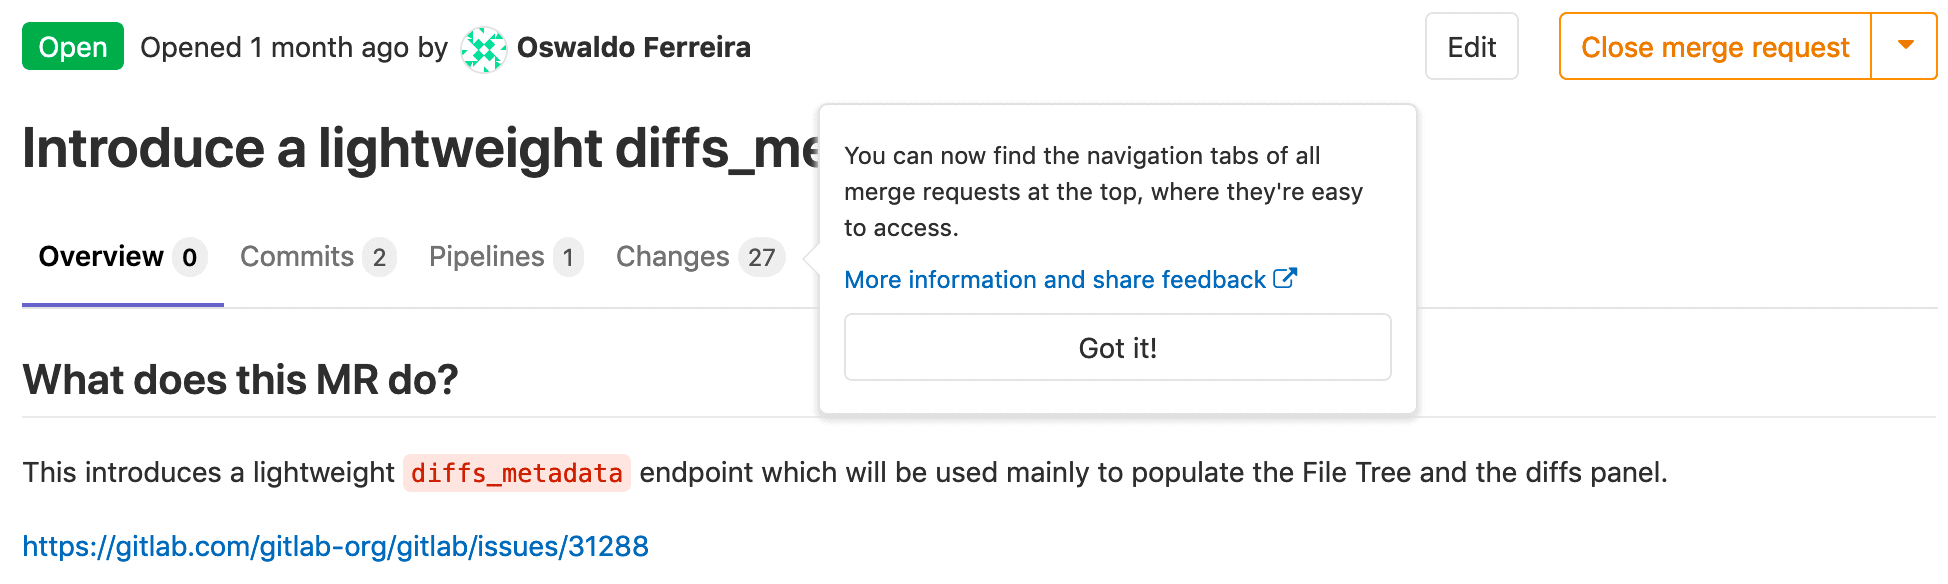 Open Opened 1 month ago by Oswaldo Ferreira Edit Close merge request
Introduce a lightweight diffs_me
You can now find the navigation tabs of all
merge requests at the top, where they're easy
to access.
More information and share feedback
Got it!
Overview 0 Commits 2 Pipelines 1 Changes 27
What does this MR do?
This introduces a lightweight diffs_metadata endpoint which will be used mainly to populate the File Tree and the diffs panel.
https://gitlab.com/gitlab-org/gitlab/issues/31288